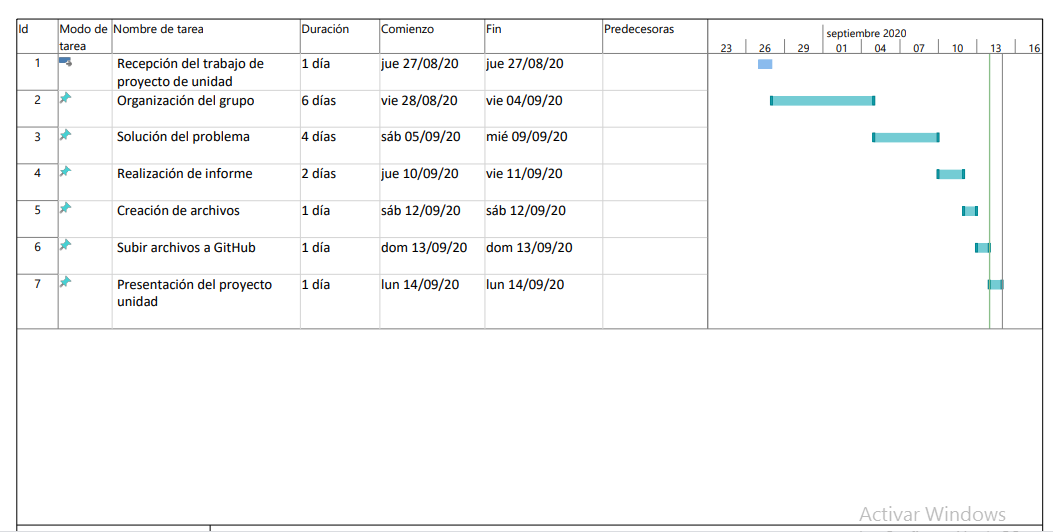 Id Modo de tarea Nombre de tarea Duración Comienzo Fin Predecesoras
septiembre 2020
23 26 29 01 04 07 10 13 16
1 Recepción del trabajo de proyecto de unidad 1 día jue 27/08/20 jue 27/08/20
2 Organización del grupo 6 días vie 28/08/20 vie 04/09/20
3 Solución del problema 4 días sáb 05/09/20 mié 09/09/20
4 Realización de informe 2 días jue 10/09/20 vie 11/09/20
5 Creación de archivos 1 día sáb 12/09/20 sáb 12/09/20
6 Subir archivos a GitHub 1 día dom 13/09/20 dom 13/09/20
7 Presentación del proyecto unidad 1 día lun 14/09/20 lun 14/09/20
Activar Windows